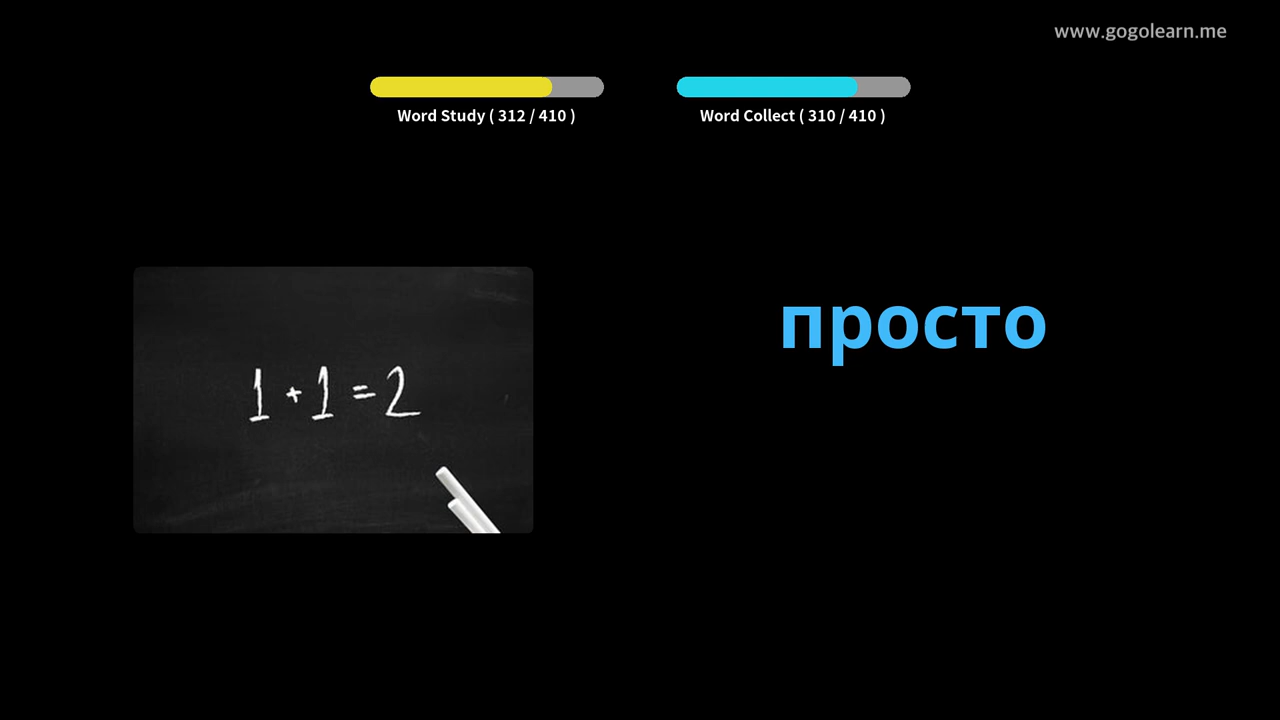 www.gogolearn.me
Word Study ( 312 / 410 )
Word Collect ( 310 / 410 )
просто
1 + 1 = 2